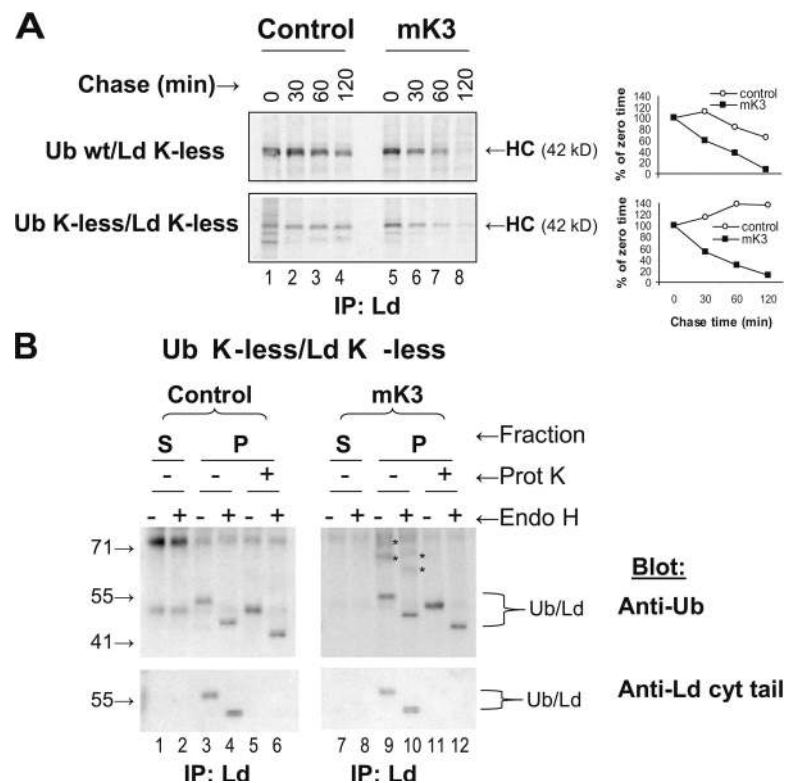 A
Control mK3
Chase (min)→ 0 30 60 120 0 30 60 120
Ub wt/Ld K-less ←HC (42 kD)
Ub K-less/Ld K-less ←HC (42 kD)
1 2 3 4 5 6 7 8
IP: Ld
% of zero time
140
120
100
80
60
40
20
0
control
mK3
% of zero time
140
120
100
80
60
40
20
0
control
mK3
0 30 60 120
Chase time (min)
B Ub K-less/Ld K -less
Control mK3
S P S P ←Fraction
- - + - - + ←Prot K
- + - + - + - + - + - + ←Endo H
71→
55→
41→
* * * *
Ub/Ld
Blot:
Anti-Ub
55→
Ub/Ld
Anti-Ld cyt tail
1 2 3 4 5 6 7 8 9 10 11 12
IP: Ld IP: Ld